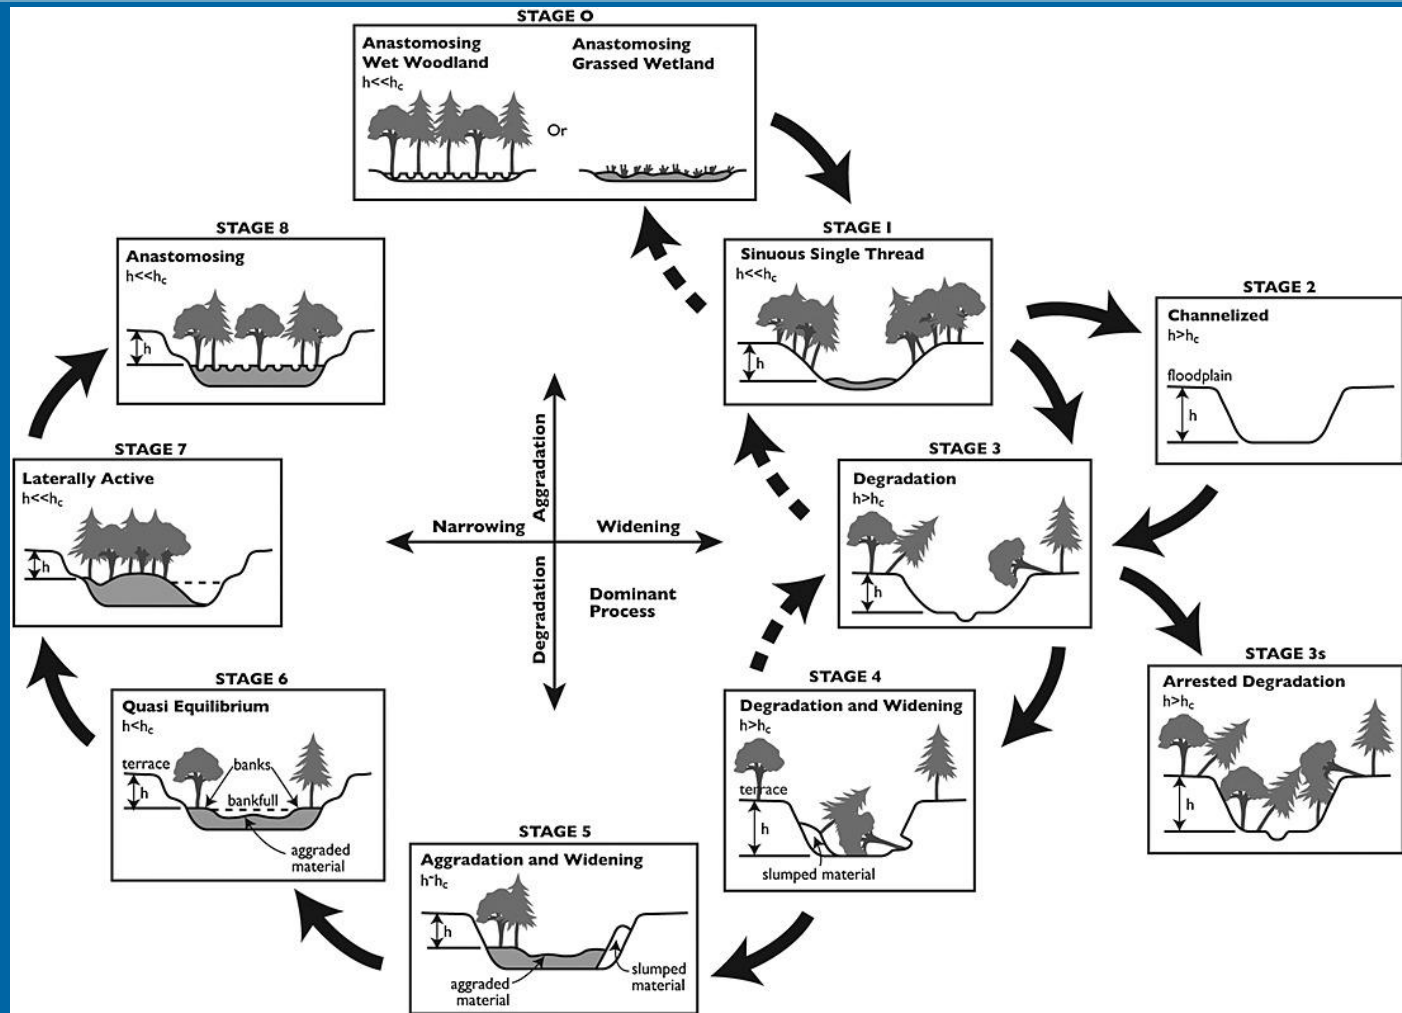 STAGE O
Anastomosing
Wet Woodland
h<<hc
Anastomosing
Grassed Wetland
Or
STAGE I
Sinuous Single Thread
h<<hc
h
STAGE 2
Channelized
h>hc
floodplain
h
STAGE 3
Degradation
h>hc
h
STAGE 3s
Arrested Degradation
h>hc
h
STAGE 4
Degradation and Widening
h>hc
terrace
h
slumped material
STAGE 5
Aggradation and Widening
h~hc
h
aggraded
material
slumped
material
STAGE 6
Quasi Equilibrium
h<hc
terrace
banks
h
bankfull
aggraded
material
STAGE 7
Laterally Active
h<<hc
h
STAGE 8
Anastomosing
h<<hc
h
Aggradation
Narrowing
Widening
Degradation
Dominant
Process